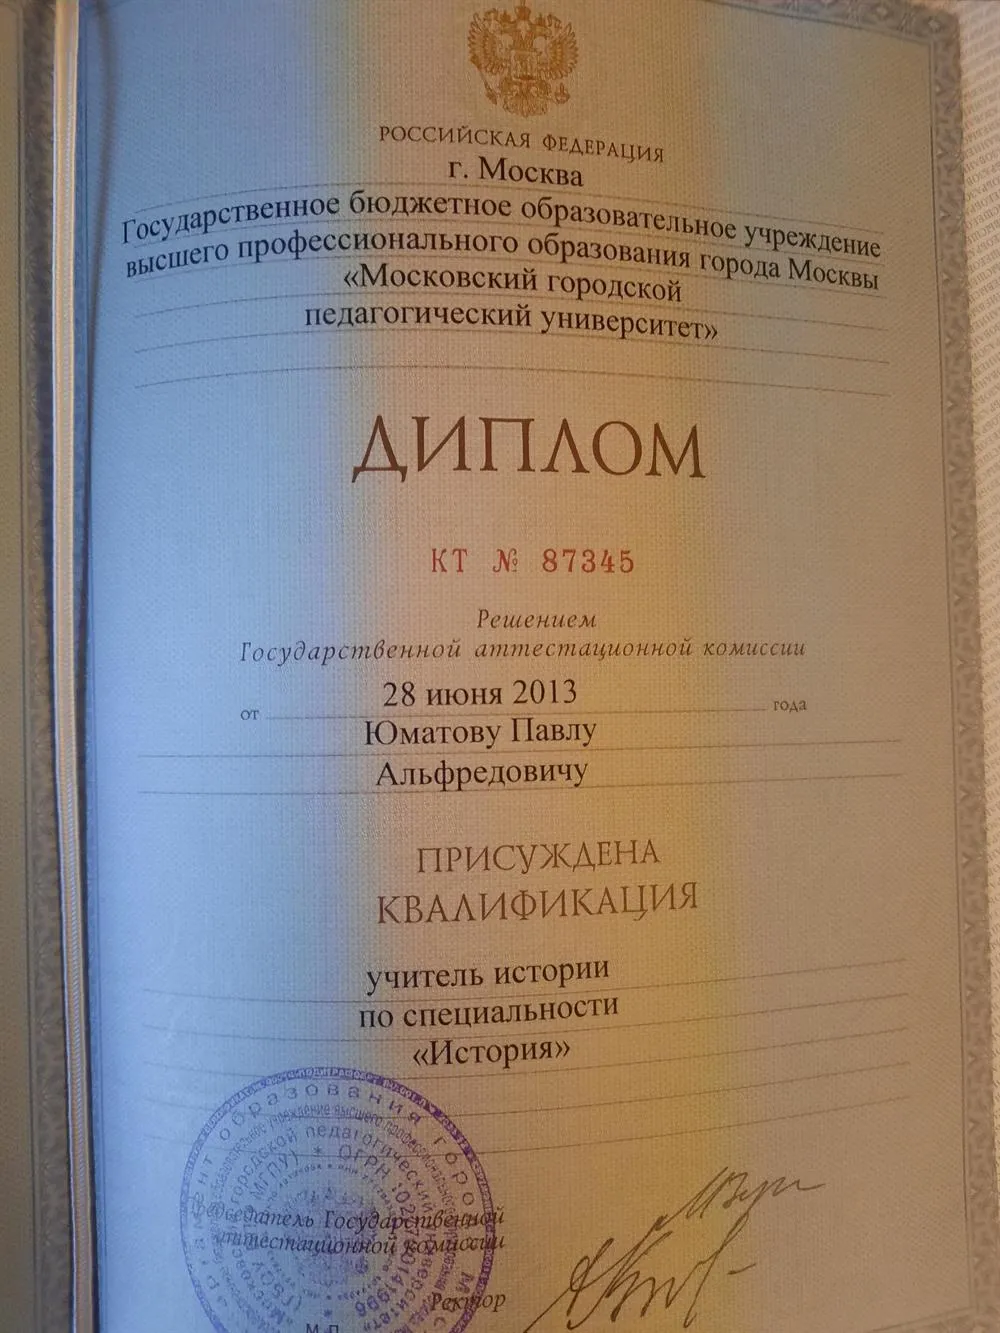 РОССИЙСКАЯ ФЕДЕРАЦИЯ
г. Москва
Государственное бюджетное образовательное учреждение
высшего профессионального образования города Москвы
«Московский городской
педагогический университет»
ДИПЛОМ
КТ № 87345
Решением
Государственной аттестационной комиссии
от 28 июня 2013 года
Юматову Павлу
Альфредовичу
ПРИСУЖДЕНА
КВАЛИФИКАЦИЯ
учитель истории
по специальности
«История»
Председатель Государственной
аттестационной комиссии
Ректор
М.П.